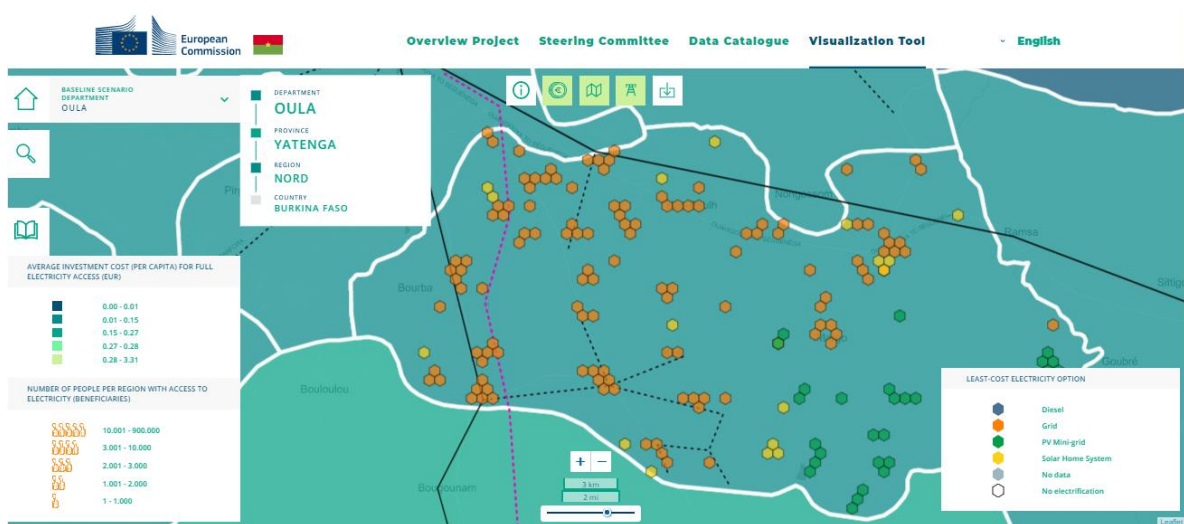 European
Commission
Overview Project
Steering Committee
Data Catalogue
Visualization Tool
English
BASELINE SCENARIO
DEPARTMENT
OULA
DEPARTMENT
OULA
PROVINCE
YATENGA
REGION
NORD
COUNTRY
BURKINA FASO
AVERAGE INVESTMENT COST (PER CAPITA) FOR FULL
ELECTRICITY ACCESS (EUR)
0.00 - 0.01
0.01 - 0.15
0.15 - 0.27
0.27 - 0.28
0.28 - 3.31
NUMBER OF PEOPLE PER REGION WITH ACCESS TO
ELECTRICITY (BENEFICIARIES)
10.001 - 900.000
3.001 - 10.000
2.001 - 3.000
1.001 - 2.000
1 - 1.000
Bourba
Bouloulou
Ramsa
Goubré
+ −
3 km
2 mi
LEAST-COST ELECTRICITY OPTION
Diesel
Grid
PV Mini-grid
Solar Home System
No data
No electrification
Leaflet